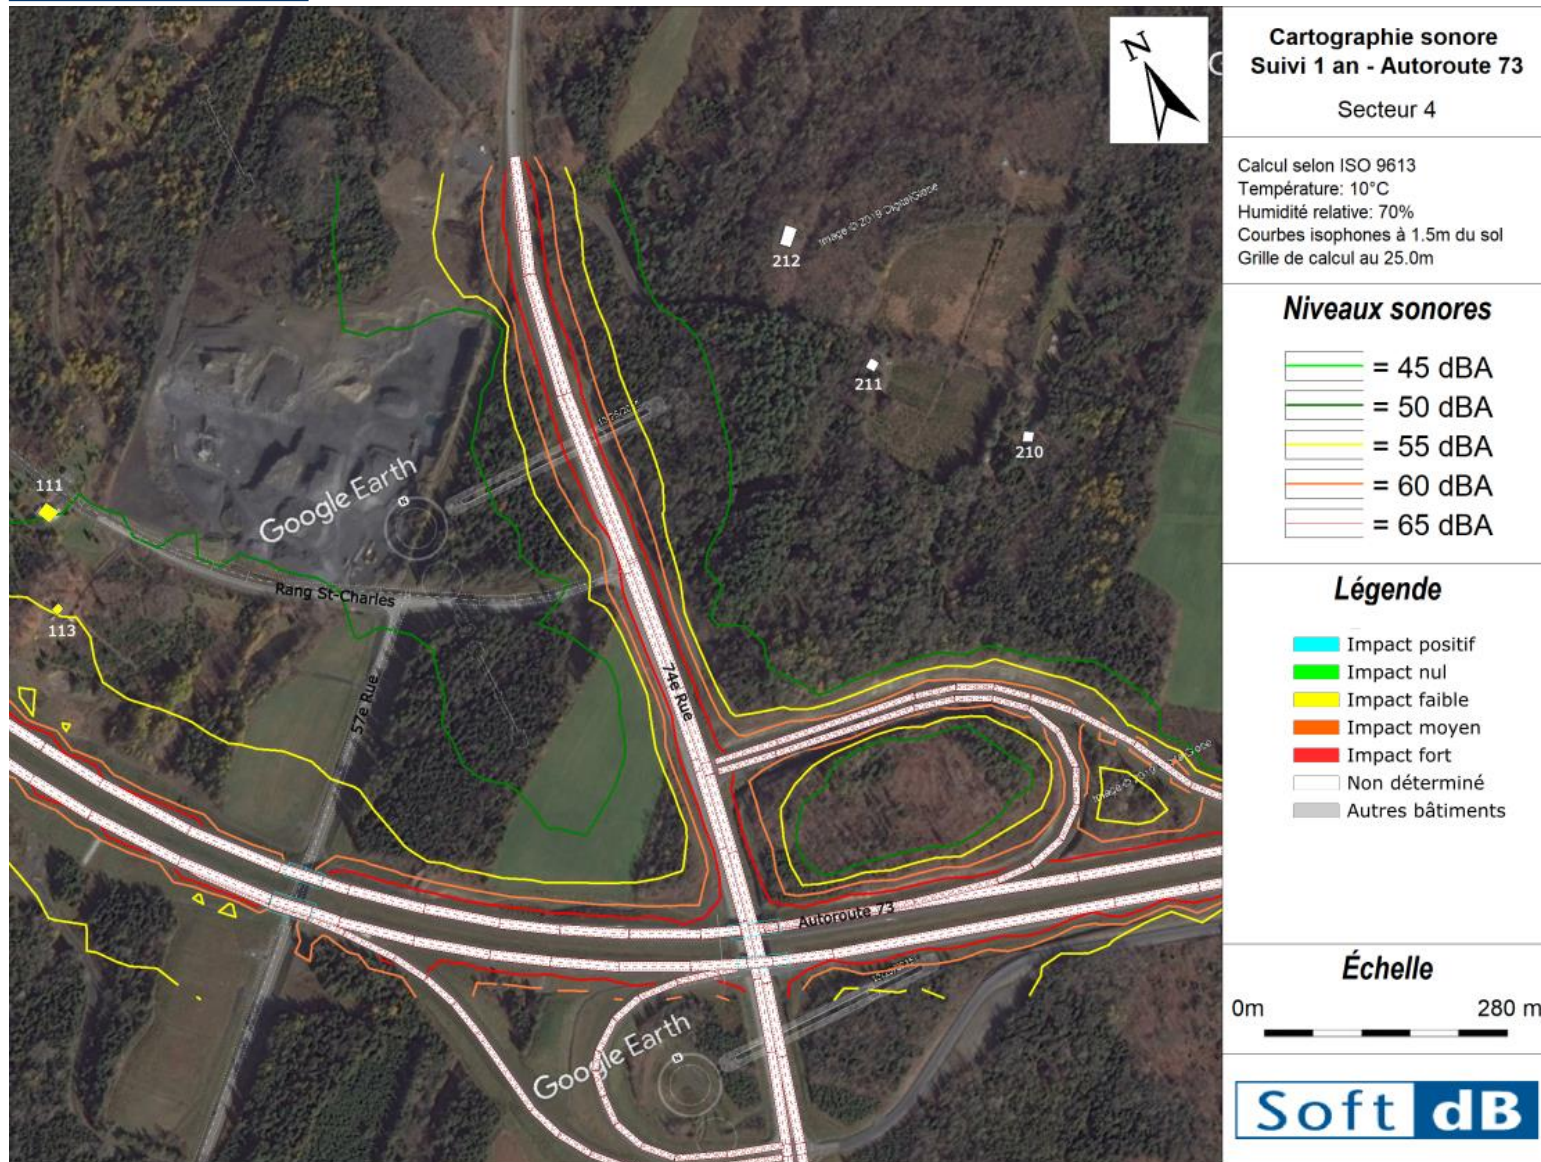 N
Image © 2019 DigitalGlobe
212
211
210
111
Google Earth
Rang St-Charles
113
74e Rue
57e Rue
Autoroute 73
Google Earth
Cartographie sonore
Suivi 1 an - Autoroute 73
Secteur 4
Calcul selon ISO 9613
Température: 10°C
Humidité relative: 70%
Courbes isophones à 1.5m du sol
Grille de calcul au 25.0m
Niveaux sonores
= 45 dBA
= 50 dBA
= 55 dBA
= 60 dBA
= 65 dBA
Légende
Impact positif
Impact nul
Impact faible
Impact moyen
Impact fort
Non déterminé
Autres bâtiments
Échelle
0m 280 m
Soft dB